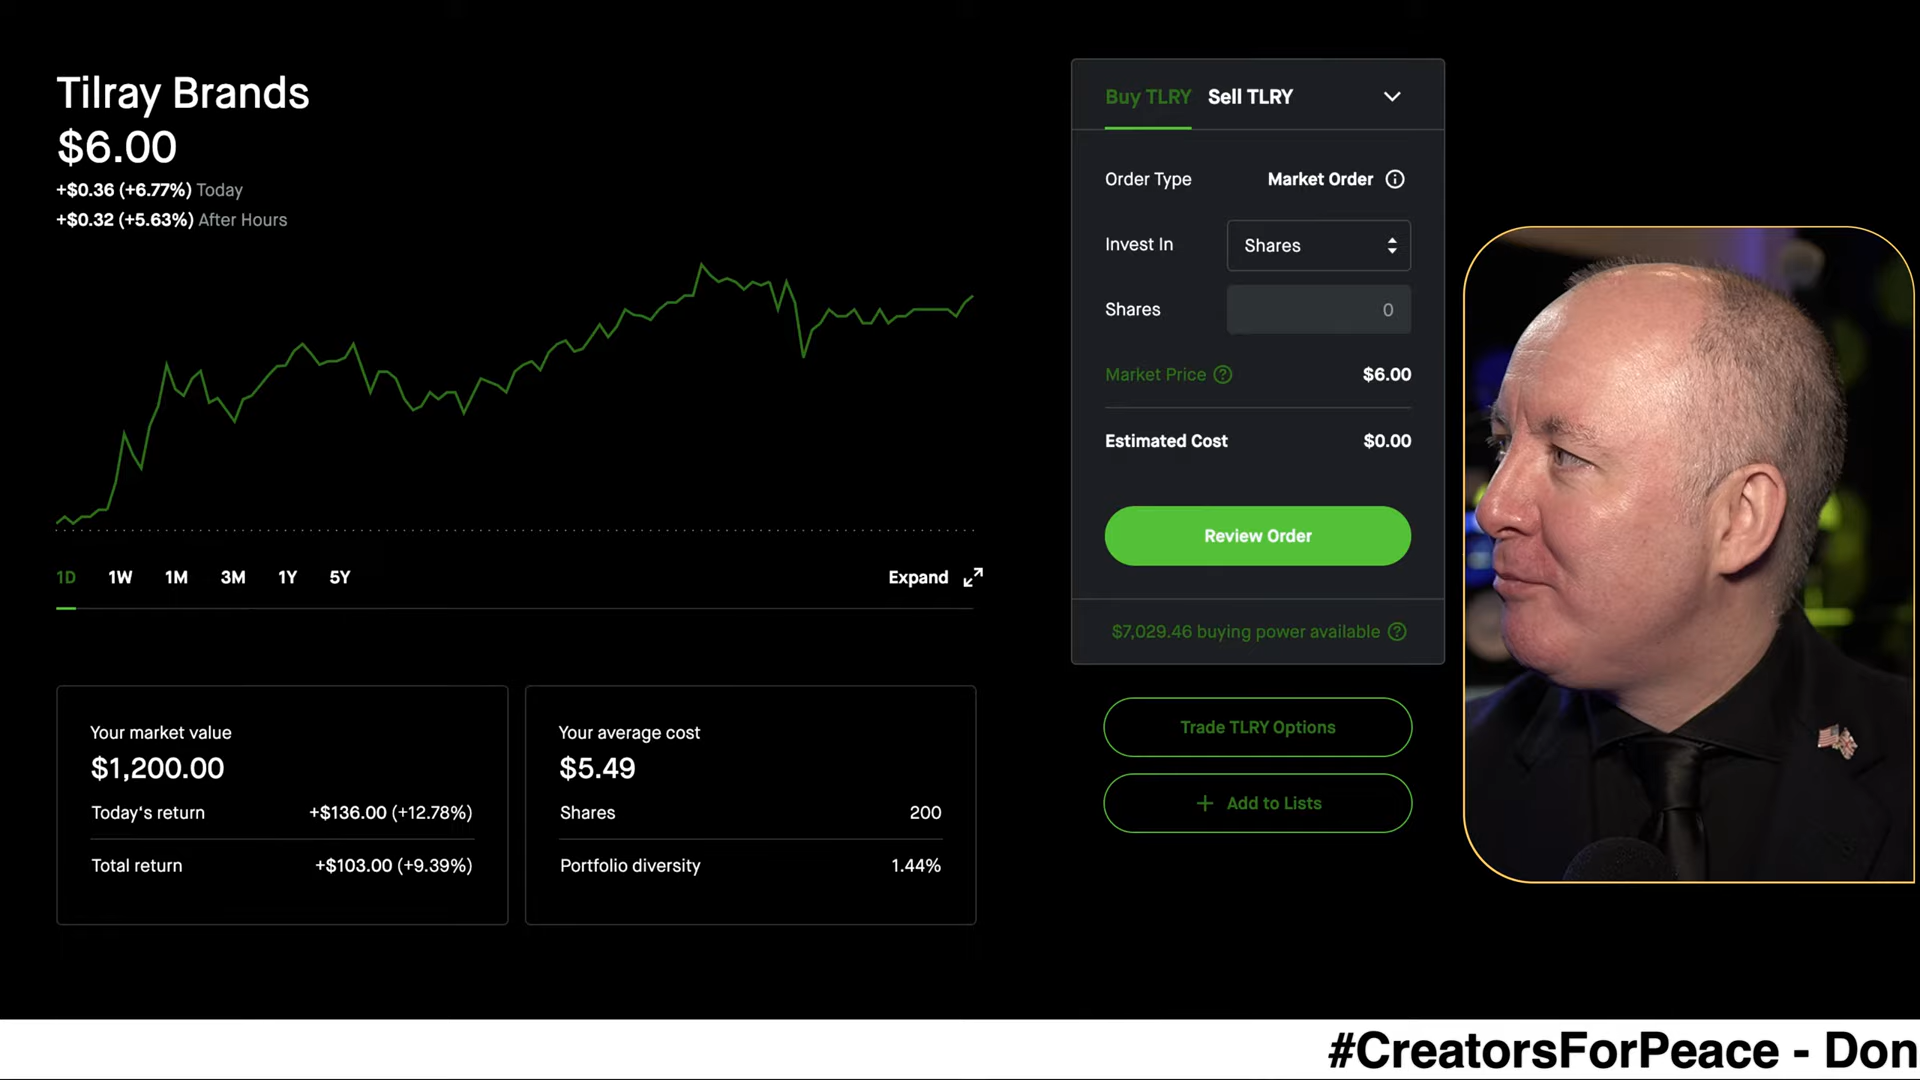 Tilray Brands
$6.00
+$0.36 (+6.77%) Today
+$0.32 (+5.63%) After Hours
1D 1W 1M 3M 1Y 5Y Expand
Your market value
$1,200.00
Today's return +$136.00 (+12.78%)
Total return +$103.00 (+9.39%)
Your average cost
$5.49
Shares 200
Portfolio diversity 1.44%
Buy TLRY Sell TLRY
Order Type Market Order
Invest In Shares
Shares 0
Market Price $6.00
Estimated Cost $0.00
Review Order
$7,029.46 buying power available
Trade TLRY Options
+ Add to Lists
#CreatorsForPeace - Don